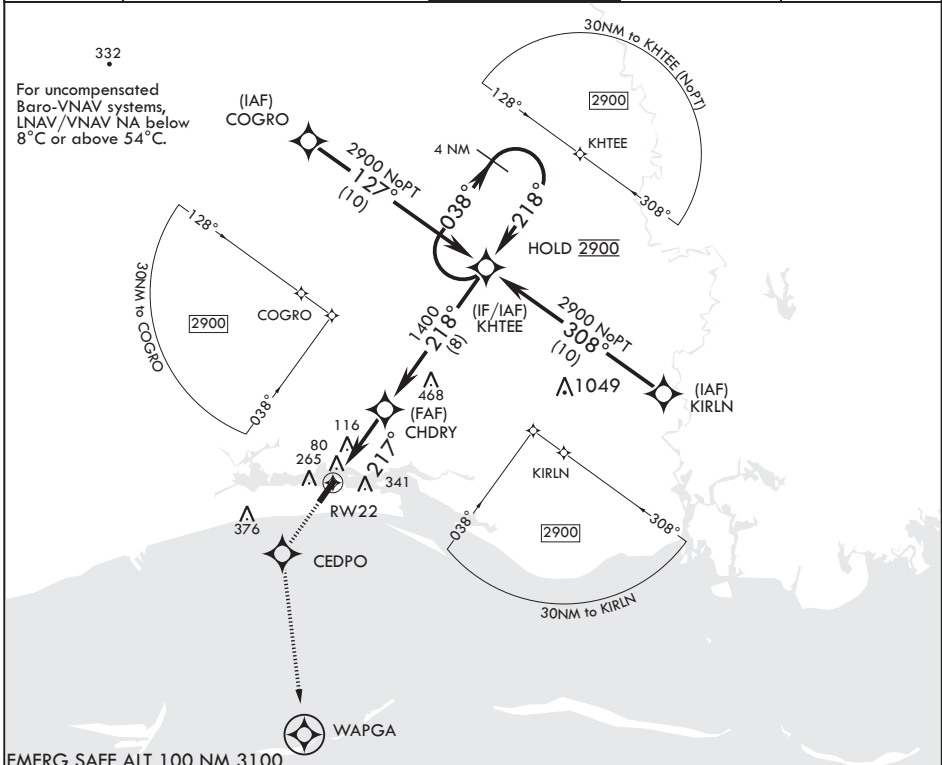 332
For uncompensated
Baro-VNAV systems,
LNAV/VNAV NA below
8°C or above 54°C.
(IAF)
COGRO
2900 NoPT
127°
(10)
4 NM
038°
218°
HOLD 2900
(IF/IAF)
KHTEE
30NM to KHTEE (NoPT)
2900
128°
KHTEE
308°
128°
30NM to COGRO
COGRO
2900
038°
2900 NoPT
308°
(10)
(IAF)
KIRLN
1049
1400
218°
(8)
468
(FAF)
CHDRY
217°
116
80
265
341
RW22
376
CEDPO
KIRLN
038°
2900
308°
30NM to KIRLN
WAPGA
EMERG SAFE ALT 100 NM 3100